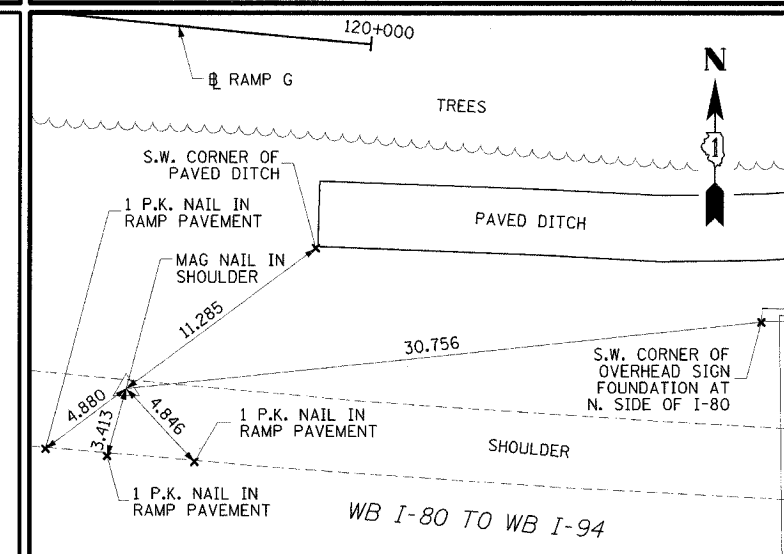 120+000
℄ RAMP G
N
TREES
1
S.W. CORNER OF
PAVED DITCH
1 P.K. NAIL IN
RAMP PAVEMENT
PAVED DITCH
MAG NAIL IN
SHOULDER
11.285
30.756
S.W. CORNER OF
OVERHEAD SIGN
FOUNDATION AT
N. SIDE OF I-80
4.880
3.413
4.846
1 P.K. NAIL IN
RAMP PAVEMENT
SHOULDER
1 P.K. NAIL IN
RAMP PAVEMENT
WB I-80 TO WB I-94